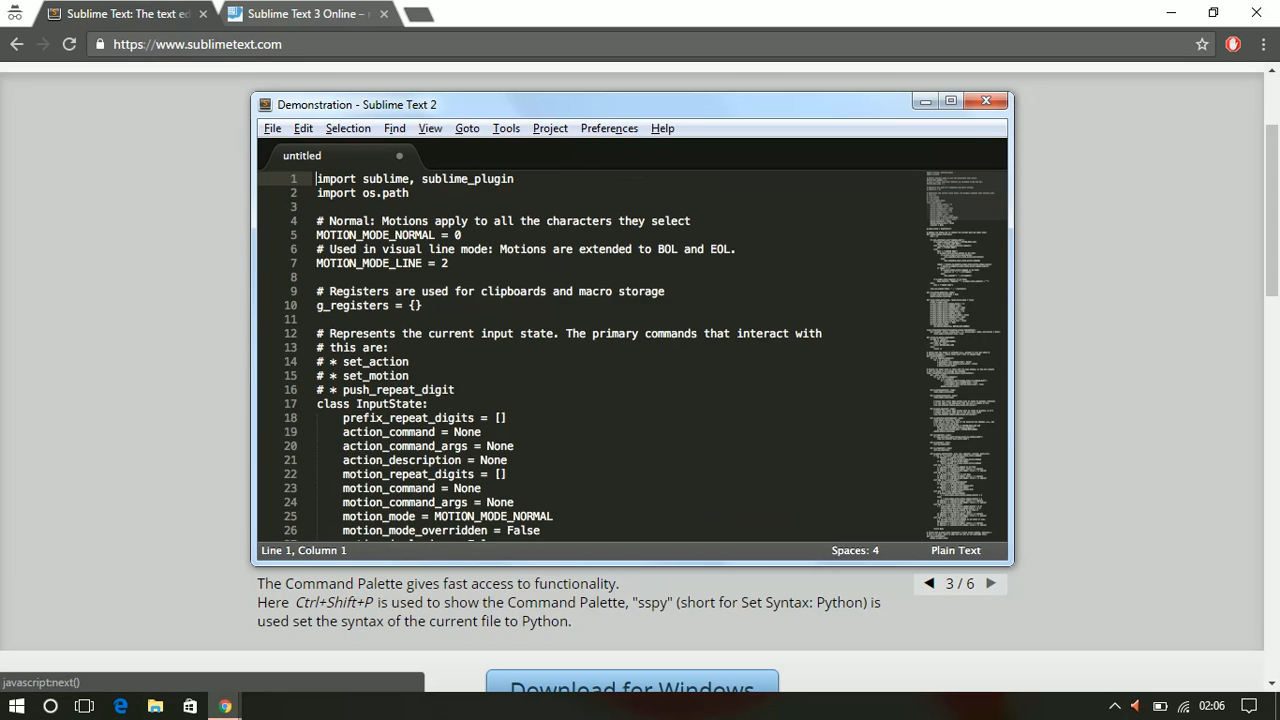 Sublime Text: The text ed
Sublime Text 3 Online –
https://www.sublimetext.com
Demonstration - Sublime Text 2
File Edit Selection Find View Goto Tools Project Preferences Help
untitled
1 import sublime, sublime_plugin
2 import os.path
3
4 # Normal: Motions apply to all the characters they select
5 MOTION_MODE_NORMAL = 0
6 # Used in visual line mode: Motions are extended to BOL and EOL.
7 MOTION_MODE_LINE = 2
8
9 # Registers are used for clipboards and macro storage
10 g_registers = {}
11
12 # Represents the current input state. The primary commands that interact with
13 # this are:
14 # * set_action
15 # * set_motion
16 # * push_repeat_digit
17 class InputState:
18 prefix_repeat_digits = []
19 action_command = None
20 action_command_args = None
21 action_description = None
22 motion_repeat_digits = []
23 motion_command = None
24 motion_command_args = None
25 motion_mode = MOTION_MODE_NORMAL
26 motion_mode_overridden = False
Line 1, Column 1 Spaces: 4 Plain Text
The Command Palette gives fast access to functionality.
3 / 6
Here Ctrl+Shift+P is used to show the Command Palette, "sspy" (short for Set Syntax: Python) is
used set the syntax of the current file to Python.
javascript:next()
Download for Windows
02:06